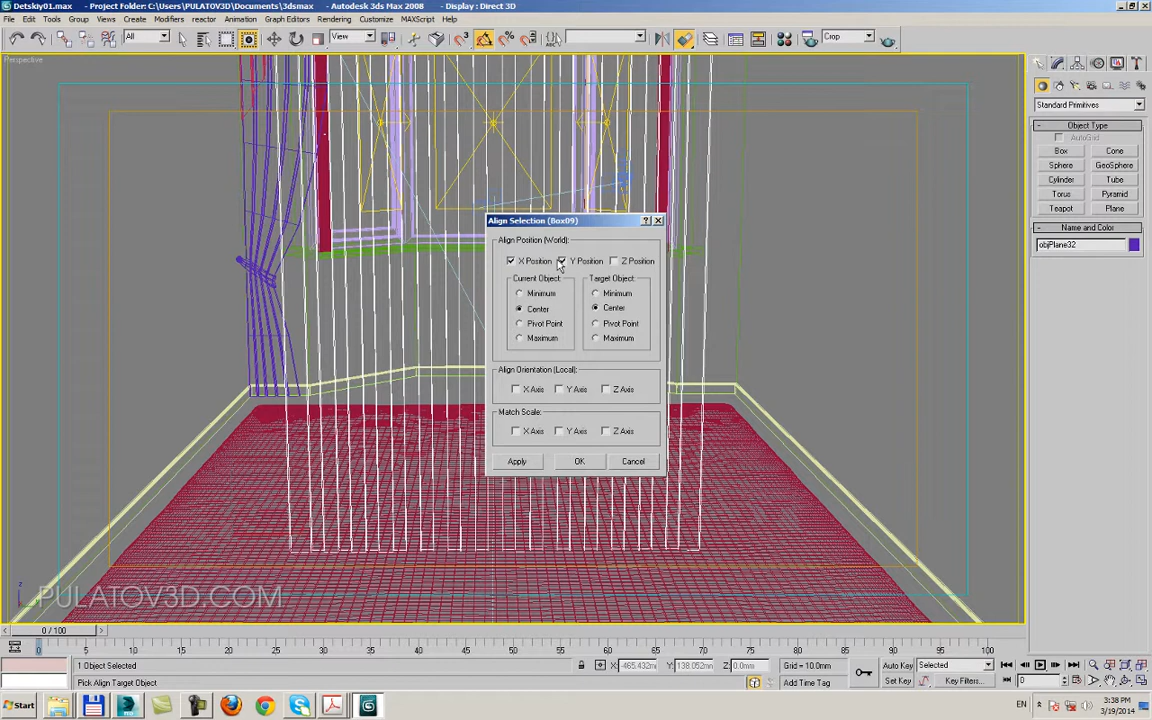 Detskiy01.max - Project Folder: C:\Users\PULATOV3D\Documents\3dsmax - Autodesk 3ds Max 2008 - Display : Direct 3D
File Edit Tools Group Views Create Modifiers reactor Animation Graph Editors Rendering Customize MAXScript Help
All View Crop
Perspective
Standard Primitives
- Object Type
AutoGrid
Box Cone
Sphere GeoSphere
Cylinder Tube
Torus Pyramid
Teapot Plane
- Name and Color
objPlane32
Align Selection (Box09)
Align Position (World):
X Position Y Position Z Position
Current Object: Target Object:
Minimum Minimum
Center Center
Pivot Point Pivot Point
Maximum Maximum
Align Orientation (Local):
X Axis Y Axis Z Axis
Match Scale:
X Axis Y Axis Z Axis
Apply OK Cancel
PULATOV3D.COM
0 / 100
0 5 10 15 20 25 30 35 40 45 50 55 60 65 70 75 80 85 90 95 100
1 Object Selected X: -465.432m Y: 138.052m Z: 0.0mm Grid = 10.0mm Auto Key Selected
Pick Align Target Object Add Time Tag Set Key Key Filters... 0
Start EN 3:38 PM
3/19/2014